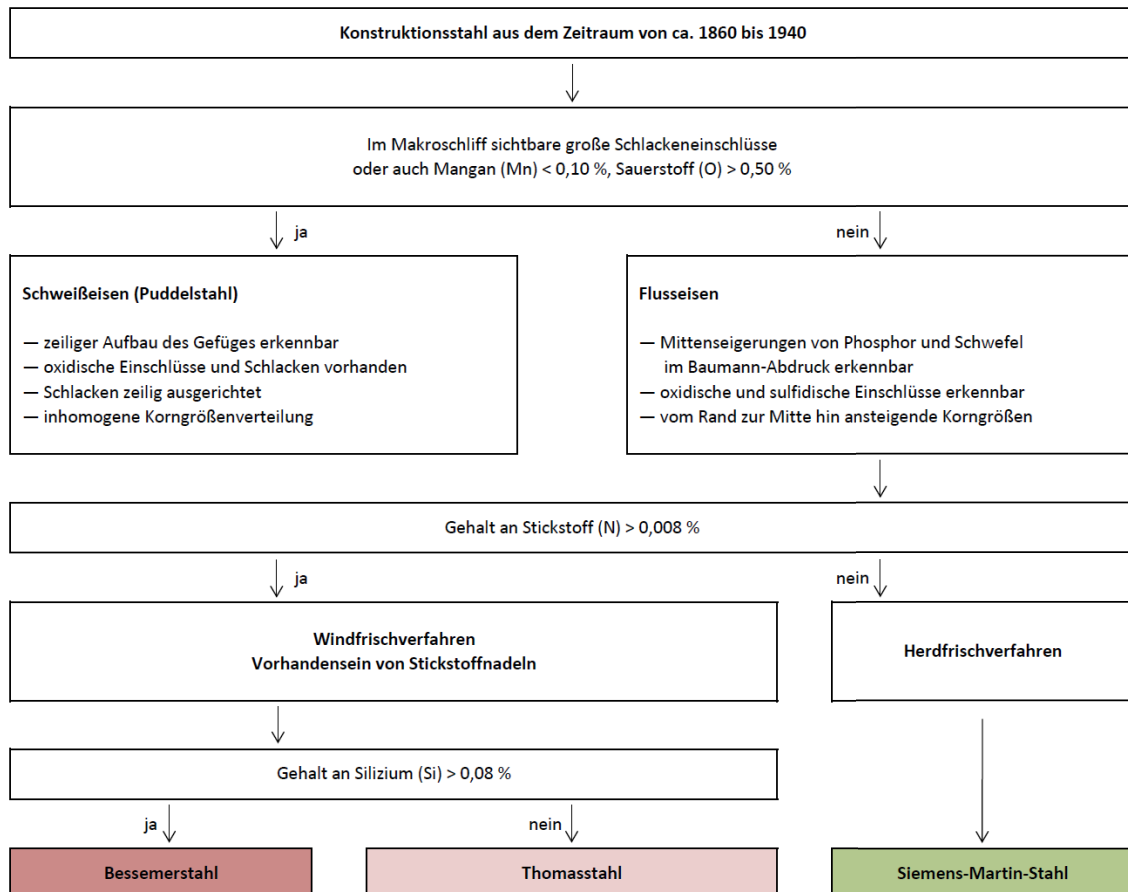 Konstruktionsstahl aus dem Zeitraum von ca. 1860 bis 1940
Im Makroschliff sichtbare große Schlackeneinschlüsse
oder auch Mangan (Mn) < 0,10 %, Sauerstoff (O) > 0,50 %
ja
nein
Schweißeisen (Puddelstahl)
— zeiliger Aufbau des Gefüges erkennbar
— oxidische Einschlüsse und Schlacken vorhanden
— Schlacken zeilig ausgerichtet
— inhomogene Korngrößenverteilung
Flusseisen
— Mittenseigerungen von Phosphor und Schwefel
im Baumann-Abdruck erkennbar
— oxidische und sulfidische Einschlüsse erkennbar
— vom Rand zur Mitte hin ansteigende Korngrößen
Gehalt an Stickstoff (N) > 0,008 %
ja
nein
Windfrischverfahren
Vorhandensein von Stickstoffnadeln
Herdfrischverfahren
Gehalt an Silizium (Si) > 0,08 %
ja
nein
Bessemerstahl
Thomasstahl
Siemens-Martin-Stahl